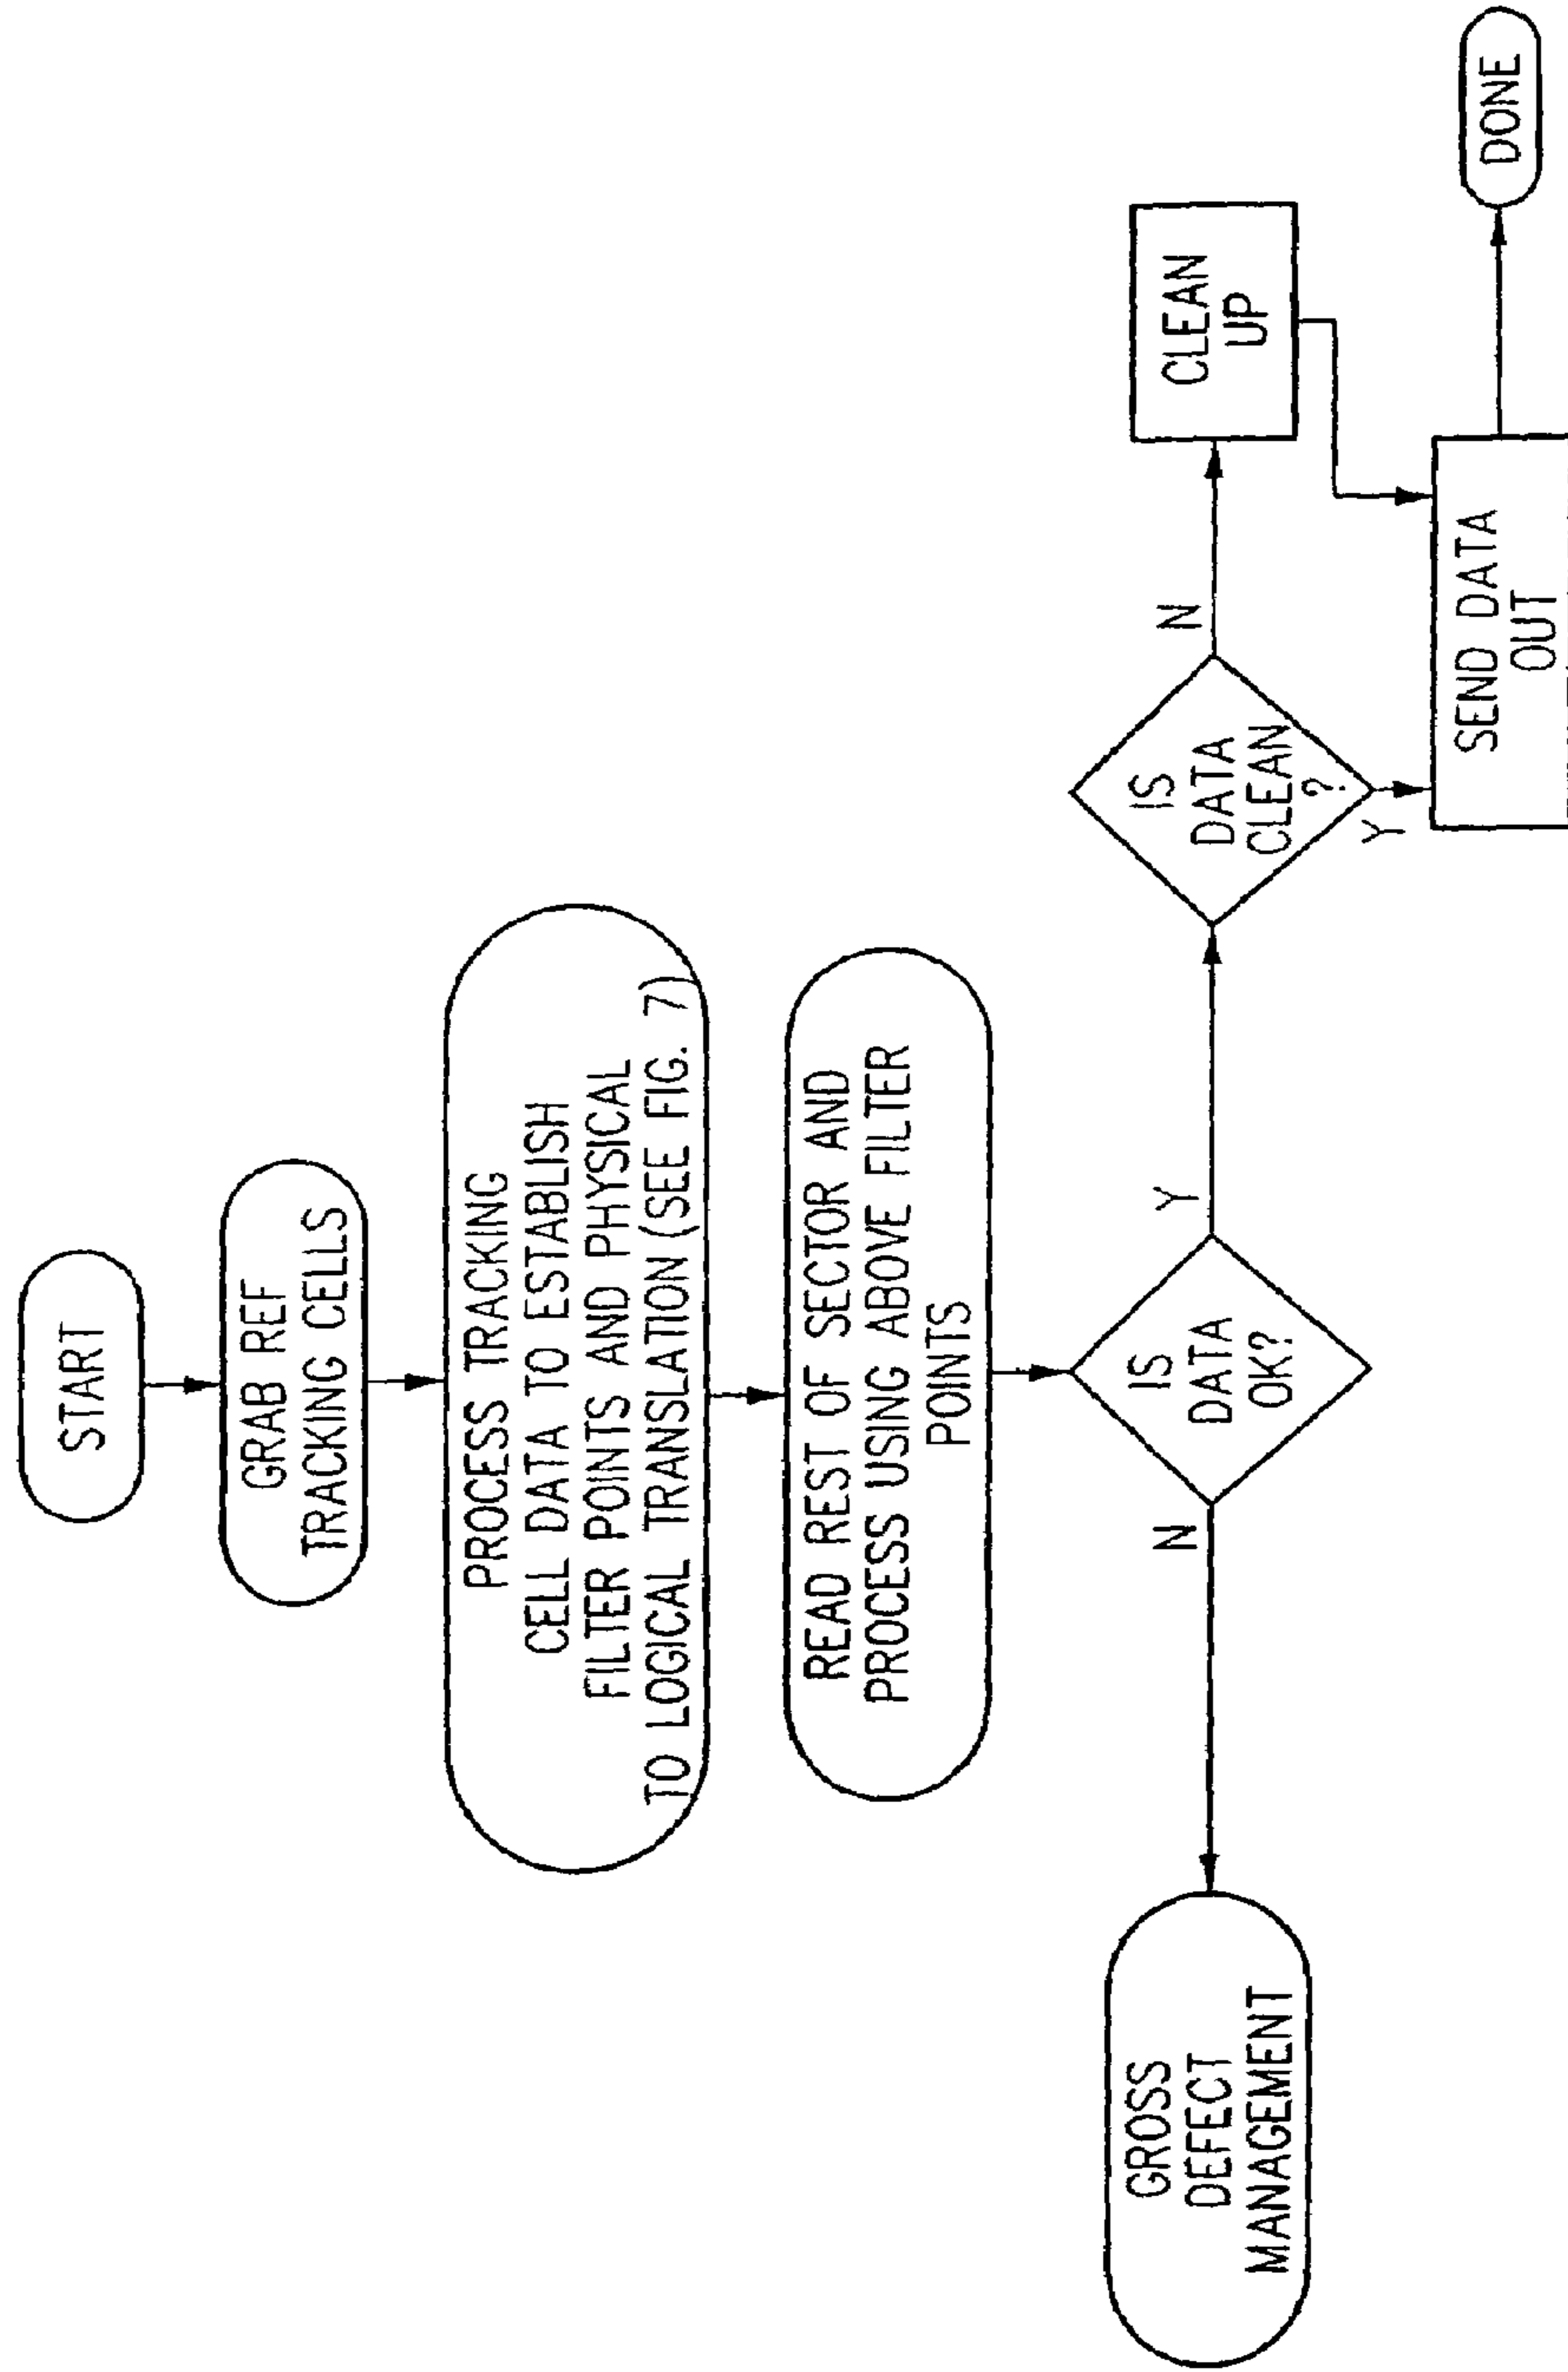 START
GRAB REF
TRACKING CELLS
PROCESS TRACKING
CELL DATA TO ESTABLISH
FILTER POINTS AND PHYSICAL
TO LOGICAL TRANSLATION (SEE FIG. 7)
READ REST OF SECTOR AND
PROCESS USING ABOVE FILTER
POINTS
IS
DATA
OK?
N
Y
GROSS
DEFECT
MANAGEMENT
IS
DATA
CLEAN
?
N
Y
CLEAN
UP
SEND DATA
OUT
DONE